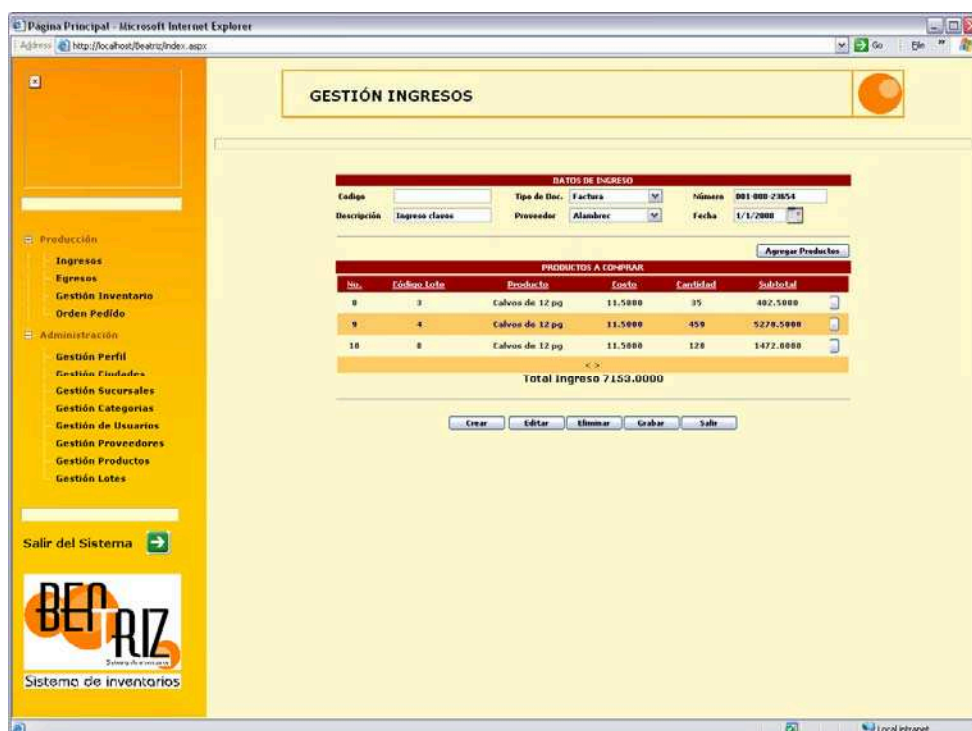 Página Principal - Microsoft Internet Explorer
Address http://localhost/Beatriz/index.aspx Go
GESTIÓN INGRESOS
DATOS DE INGRESO
Codigo Tipo de Doc. Factura Número 001-000-23654
Descripción Ingreso clavos Proveedor Alambrec Fecha 1/1/2008
Agregar Productos
PRODUCTOS A COMPRAR
No. Código Lote Producto Costo Cantidad Subtotal
3 Calvos de 12 pg 11.5000 35 402.5000
9 4 Calvos de 12 pg 11.5000 459 5278.5000
10 Calvos de 12 pg 11.5000 128 1472.0000
< >
Total Ingreso 7153.0000
Crear Editar Eliminar Grabar Salir
Producción
Ingresos
Egresos
Gestión Inventario
Orden Pedido
Administración
Gestión Perfil
Gestión Ciudades
Gestión Sucursales
Gestión Categorias
Gestión de Usuarios
Gestión Proveedores
Gestión Productos
Gestión Lotes
Salir del Sistema
BEATRIZ
Sistema de inventarios
Sistema de inventarios
Local intranet